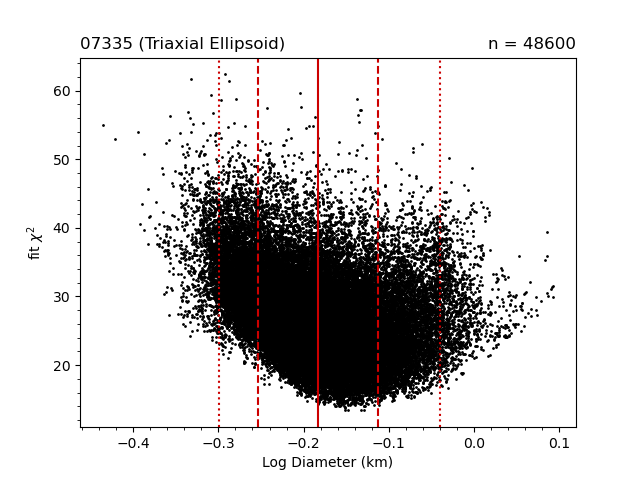 07335 (Triaxial Ellipsoid)
n = 48600
60
50
40
30
20
fit χ²
−0.4
−0.3
−0.2
−0.1
0.0
0.1
Log Diameter (km)